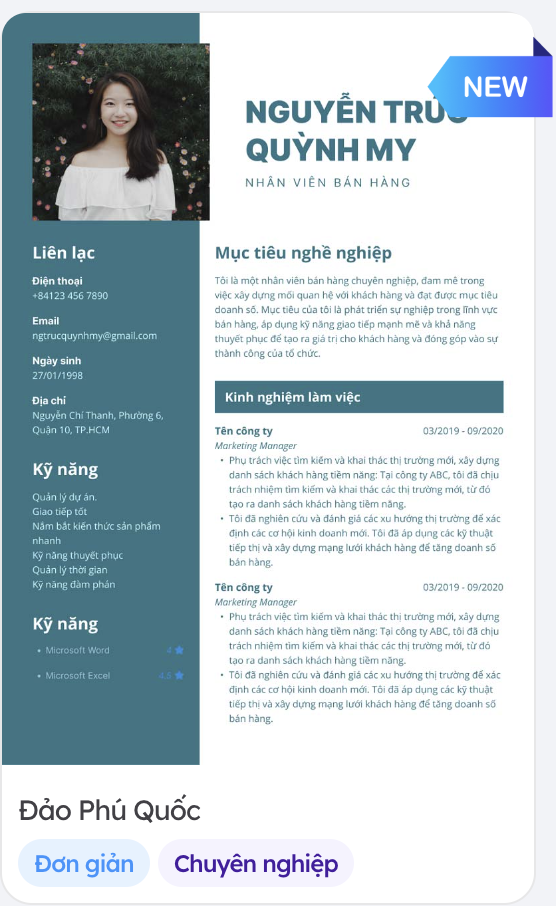 NEW
NGUYỄN TRÚC
QUỲNH MY
NHÂN VIÊN BÁN HÀNG
Liên lạc
Điện thoại
+84123 456 7890
Email
ngtrucquynhmy@gmail.com
Ngày sinh
27/01/1998
Địa chỉ
Nguyễn Chí Thanh, Phường 6,
Quận 10, TP.HCM
Kỹ năng
Quản lý dự án.
Giao tiếp tốt
Nắm bắt kiến thức sản phẩm
nhanh
Kỹ năng thuyết phục
Quản lý thời gian
Kỹ năng đàm phán
Kỹ năng
• Microsoft Word 4
• Microsoft Excel 4.5
Mục tiêu nghề nghiệp
Tôi là một nhân viên bán hàng chuyên nghiệp, đam mê trong
việc xây dựng mối quan hệ với khách hàng và đạt được mục tiêu
doanh số. Mục tiêu của tôi là phát triển sự nghiệp trong lĩnh vực
bán hàng, áp dụng kỹ năng giao tiếp mạnh mẽ và khả năng
thuyết phục để tạo ra giá trị cho khách hàng và đóng góp vào sự
thành công của tổ chức.
Kinh nghiệm làm việc
Tên công ty 03/2019 - 09/2020
Marketing Manager
• Phụ trách việc tìm kiếm và khai thác thị trường mới, xây dựng
danh sách khách hàng tiềm năng: Tại công ty ABC, tôi đã chịu
trách nhiệm tìm kiếm và khai thác các thị trường mới, từ đó
tạo ra danh sách khách hàng tiềm năng.
• Tôi đã nghiên cứu và đánh giá các xu hướng thị trường để xác
định các cơ hội kinh doanh mới. Tôi đã áp dụng các kỹ thuật
tiếp thị và xây dựng mạng lưới khách hàng để tăng doanh số
bán hàng.
Tên công ty 03/2019 - 09/2020
Marketing Manager
• Phụ trách việc tìm kiếm và khai thác thị trường mới, xây dựng
danh sách khách hàng tiềm năng: Tại công ty ABC, tôi đã chịu
trách nhiệm tìm kiếm và khai thác các thị trường mới, từ đó
tạo ra danh sách khách hàng tiềm năng.
• Tôi đã nghiên cứu và đánh giá các xu hướng thị trường để xác
định các cơ hội kinh doanh mới. Tôi đã áp dụng các kỹ thuật
tiếp thị và xây dựng mạng lưới khách hàng để tăng doanh số
bán hàng.
Đảo Phú Quốc
Đơn giản
Chuyên nghiệp